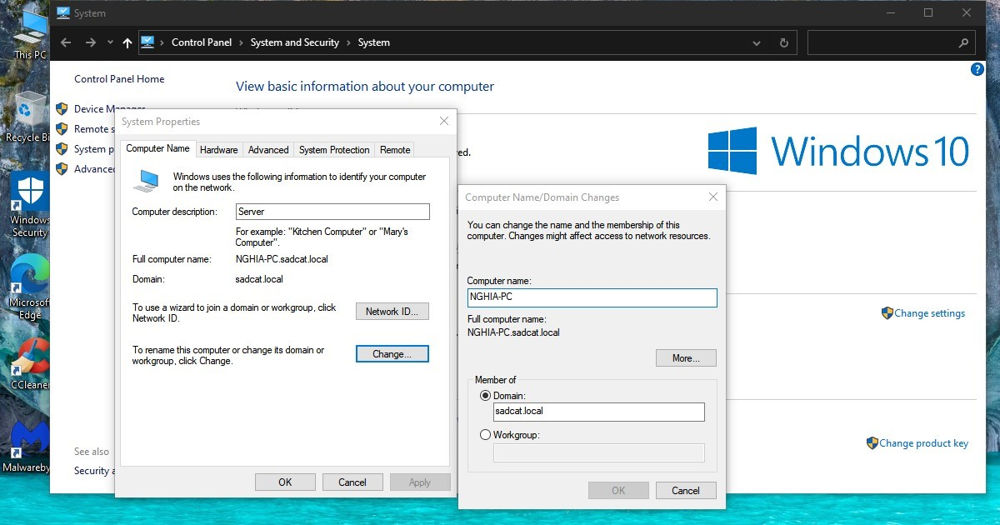 This PC
Recycle Bi
Windows
Security
Microsof
Edge
CCleaner
Malwareby
System
Control Panel › System and Security › System
Control Panel Home
Device Manager
Remote s
System p
Advanced
See also
Security a
View basic information about your computer
ved.
Windows 10
Change settings
Change product key
System Properties
Computer Name Hardware Advanced System Protection Remote
Windows uses the following information to identify your computer
on the network.
Computer description: Server
For example: "Kitchen Computer" or "Mary's
Computer".
Full computer name: NGHIA-PC.sadcat.local
Domain: sadcat.local
To use a wizard to join a domain or workgroup, click
Network ID.
Network ID...
To rename this computer or change its domain or
workgroup, click Change.
Change...
OK Cancel Apply
Computer Name/Domain Changes
You can change the name and the membership of this
computer. Changes might affect access to network resources.
Computer name:
NGHIA-PC
Full computer name:
NGHIA-PC.sadcat.local
More...
Member of
Domain:
sadcat.local
Workgroup:
OK Cancel